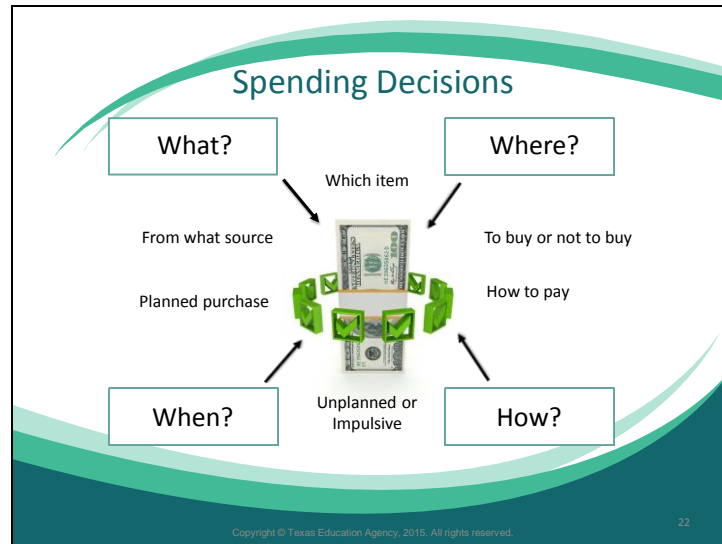 Spending Decisions
What?
Where?
Which item
From what source
To buy or not to buy
Planned purchase
How to pay
When?
Unplanned or
Impulsive
How?
22
Copyright © Texas Education Agency, 2015. All rights reserved.